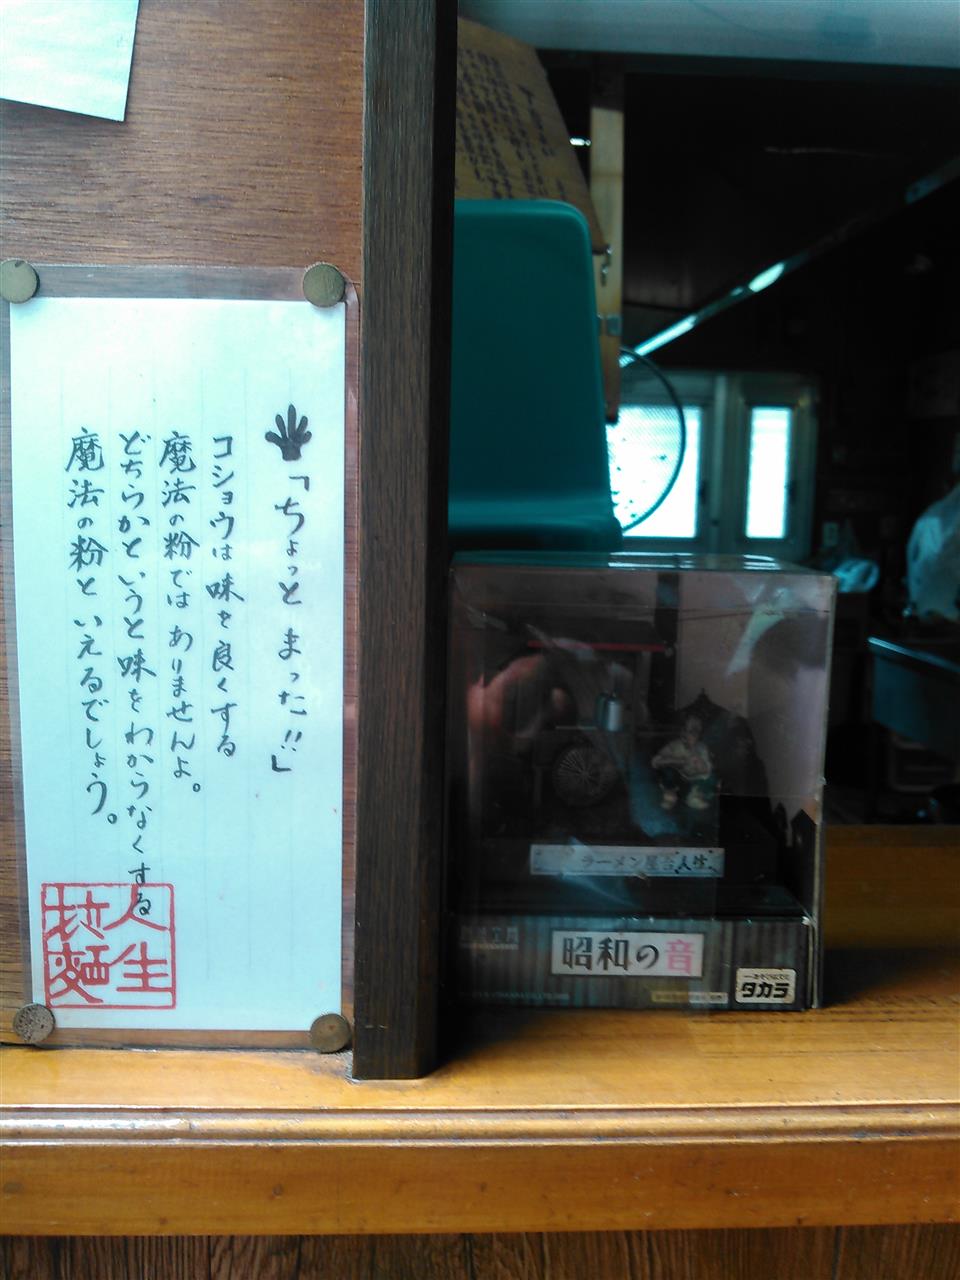 「ちょっとまった!!」
コショウは味を良くする
魔法の粉ではありませんよ。
どちらかというと味をわからなくする
魔法の粉といえるでしょう。
人生
拉麺
ラーメン屋台人性
昭和の音
タカラ